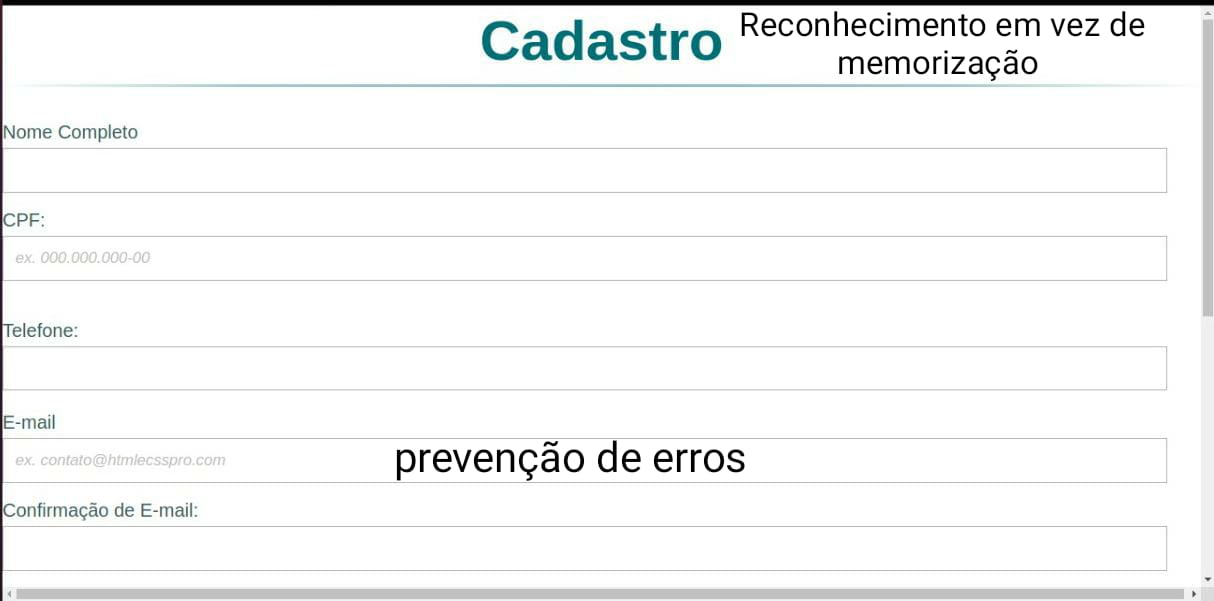 Cadastro
Reconhecimento em vez de
memorização
Nome Completo
CPF:
ex. 000.000.000-00
Telefone:
E-mail
ex. contato@htmlecsspro.com
prevenção de erros
Confirmação de E-mail: